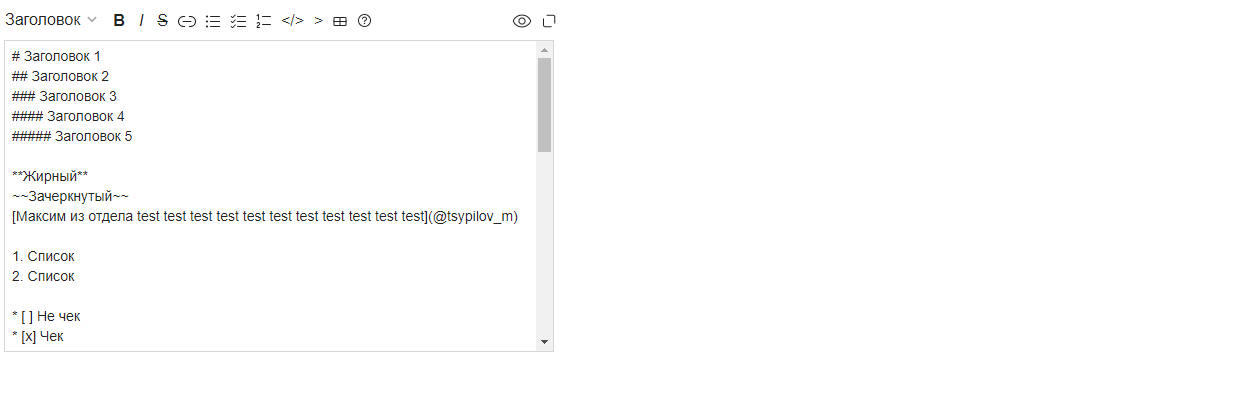 Заголовок B I S </> >
# Заголовок 1
## Заголовок 2
### Заголовок 3
#### Заголовок 4
##### Заголовок 5
**Жирный**
~~Зачеркнутый~~
[Максим из отдела test test test test test test test test test test test](@tsypilov_m)
1. Список
2. Список
* [ ] Не чек
* [x] Чек